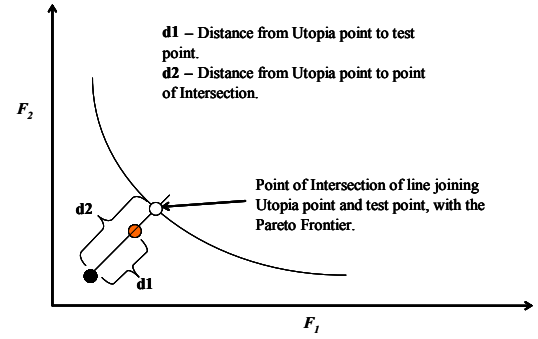 d1 – Distance from Utopia point to test
point.
d2 – Distance from Utopia point to point
of Intersection.
F2
Point of Intersection of line joining
Utopia point and test point, with the
Pareto Frontier.
d2
d1
F1